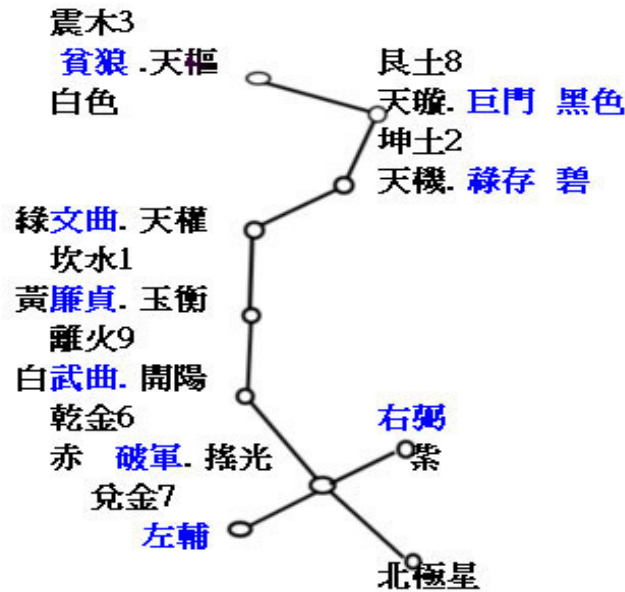 震木3
貧狼.天樞
白色
艮土8
天璇.巨門 黑色
坤土2
天機.祿存 碧
綠文曲.天權
坎水1
黃廉貞.玉衡
離火9
白武曲.開陽
乾金6
右弼
紫
赤 破軍.搖光
兌金7
左輔
北極星